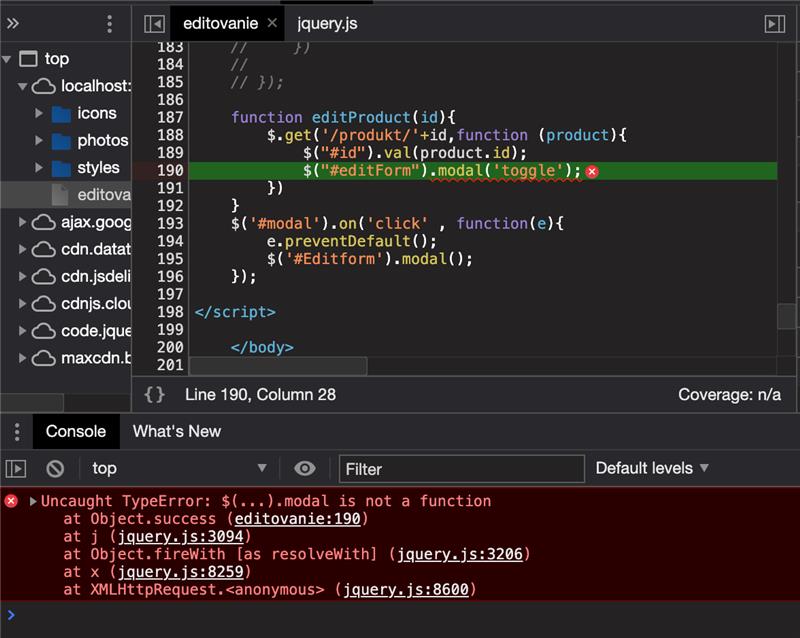 editovanie ×
jquery.js
top
localhost:
icons
photos
styles
editova
ajax.goog
cdn.datat
cdn.jsdeli
cdnjs.clou
code.jque
maxcdn.b
183 // })
184 //
185 // });
186
187 function editProduct(id){
188 $.get('/produkt/'+id,function (product){
189 $("#id").val(product.id);
190 $("#editForm").modal('toggle');
191 })
192 }
193 $('#modal').on('click' , function(e){
194 e.preventDefault();
195 $('#Editform').modal();
196 });
197
198 </script>
199
200 </body>
201
{} Line 190, Column 28
Coverage: n/a
Console
What's New
top
Filter
Default levels
Uncaught TypeError: $(...).modal is not a function
at Object.success (editovanie:190)
at j (jquery.js:3094)
at Object.fireWith [as resolveWith] (jquery.js:3206)
at x (jquery.js:8259)
at XMLHttpRequest.<anonymous> (jquery.js:8600)